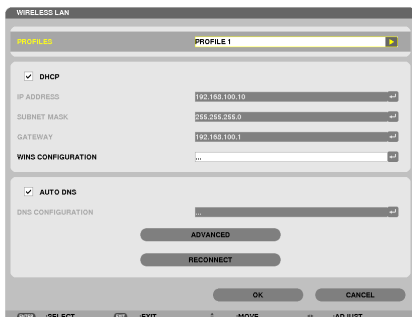 WIRELESS LAN
PROFILES PROFILE 1
DHCP
IP ADDRESS 192.168.100.10
SUBNET MASK 255.255.255.0
GATEWAY 192.168.100.1
WINS CONFIGURATION ...
AUTO DNS
DNS CONFIGURATION ...
ADVANCED
RECONNECT
OK CANCEL
:SELECT :EXIT :MOVE :ADJUST